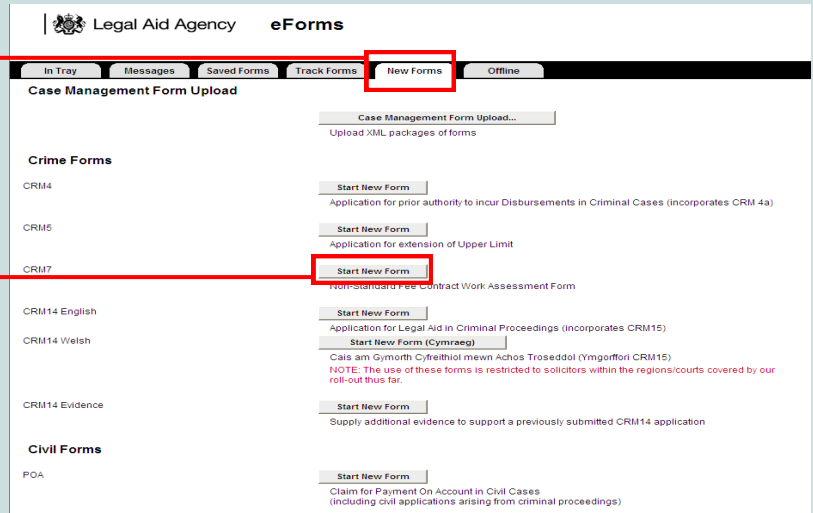 Legal Aid Agency eForms
In Tray Messages Saved Forms Track Forms New Forms Offline
Case Management Form Upload
Case Management Form Upload...
Upload XML packages of forms
Crime Forms
CRM4
Start New Form
Application for prior authority to incur Disbursements in Criminal Cases (incorporates CRM 4a)
CRM5
Start New Form
Application for extension of Upper Limit
CRM7
Start New Form
Non-Standard Fee Contract Work Assessment Form
CRM14 English
Start New Form
Application for Legal Aid in Criminal Proceedings (incorporates CRM15)
CRM14 Welsh
Start New Form (Cymraeg)
Cais am Gymorth Cyfreithiol mewn Achos Troseddol (Ymgorffori CRM15)
NOTE: The use of these forms is restricted to solicitors within the regions/courts covered by our
roll-out thus far.
CRM14 Evidence
Start New Form
Supply additional evidence to support a previously submitted CRM14 application
Civil Forms
POA
Start New Form
Claim for Payment On Account in Civil Cases
(including civil applications arising from criminal proceedings)